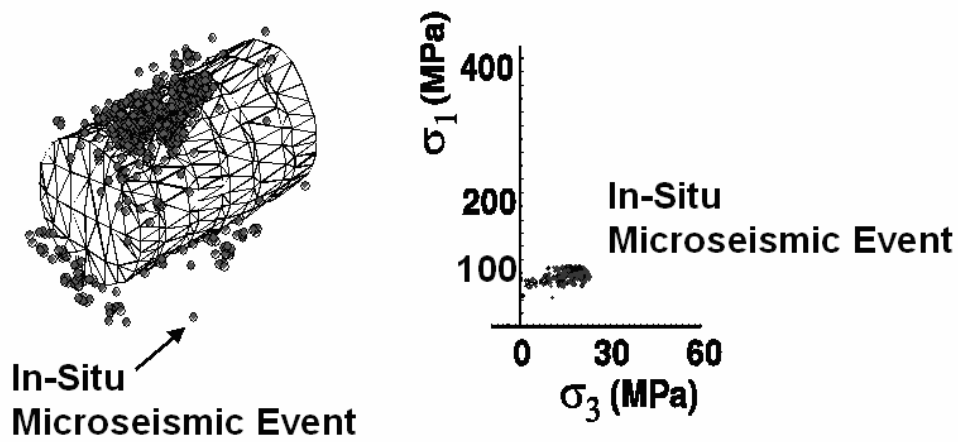 In-Situ
Microseismic Event
σ1 (MPa)
400
200
100
In-Situ
Microseismic Event
0 30 60
σ3 (MPa)